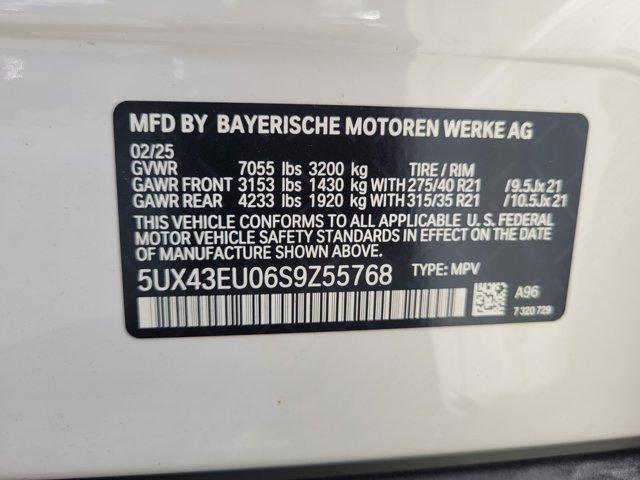 MFD BY BAYERISCHE MOTOREN WERKE AG
02/25
GVWR 7055 lbs 3200 kg TIRE / RIM
GAWR FRONT 3153 lbs 1430 kg WITH 275/40 R21 /9.5Jx21
GAWR REAR 4233 lbs 1920 kg WITH 315/35 R21 /10.5Jx21
THIS VEHICLE CONFORMS TO ALL APPLICABLE U.S. FEDERAL
MOTOR VEHICLE SAFETY STANDARDS IN EFFECT ON THE DATE
OF MANUFACTURE SHOWN ABOVE.
5UX43EU06S9Z55768 TYPE: MPV
A96
7 320 729